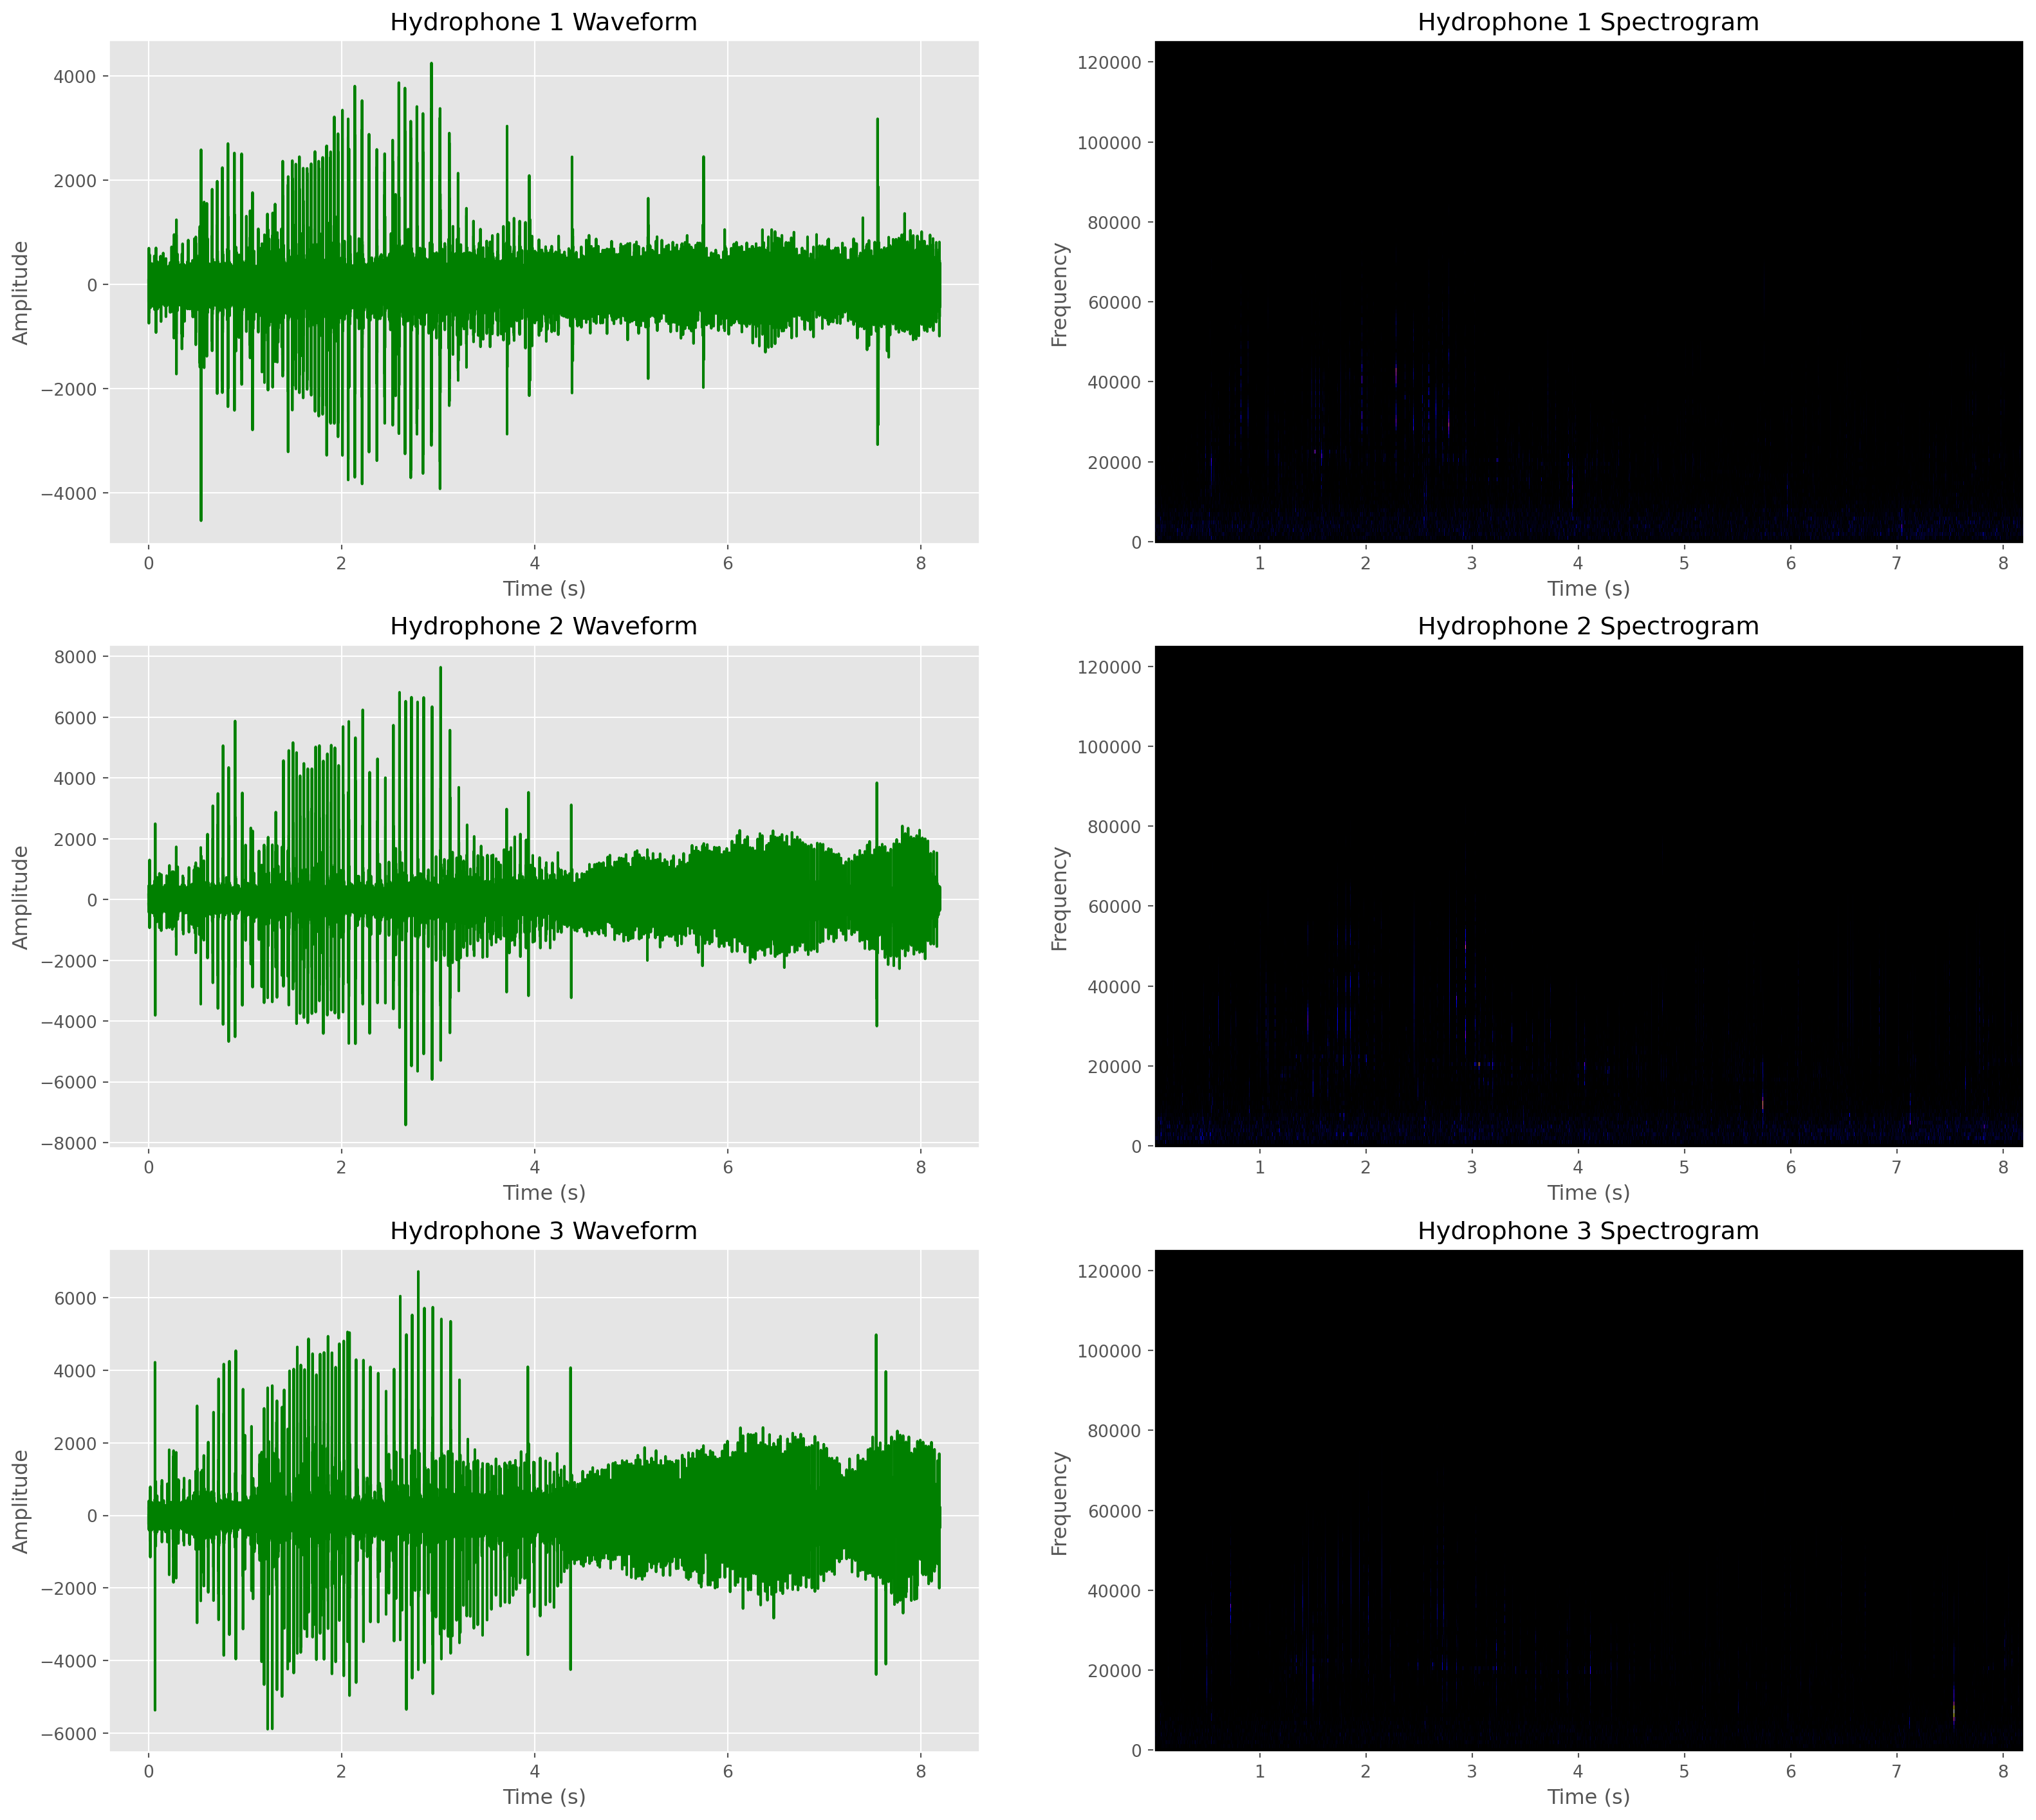 Hydrophone 1 Waveform
Amplitude
4000
2000
0
−2000
−4000
0 2 4 6 8
Time (s)
Hydrophone 1 Spectrogram
Frequency
120000
100000
80000
60000
40000
20000
0
1 2 3 4 5 6 7 8
Time (s)
Hydrophone 2 Waveform
Amplitude
8000
6000
4000
2000
0
−2000
−4000
−6000
−8000
0 2 4 6 8
Time (s)
Hydrophone 2 Spectrogram
Frequency
120000
100000
80000
60000
40000
20000
0
1 2 3 4 5 6 7 8
Time (s)
Hydrophone 3 Waveform
Amplitude
6000
4000
2000
0
−2000
−4000
−6000
0 2 4 6 8
Time (s)
Hydrophone 3 Spectrogram
Frequency
120000
100000
80000
60000
40000
20000
0
1 2 3 4 5 6 7 8
Time (s)